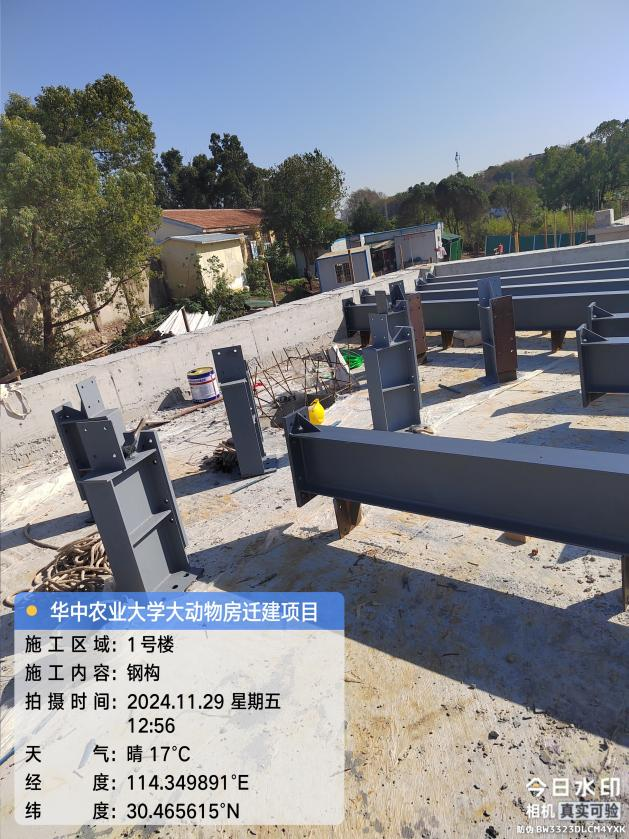 华中农业大学大动物房迁建项目
施工区域：1号楼
施工内容：钢构
拍摄时间：2024.11.29 星期五
12:56
天气：晴 17°C
经度：114.349891°E
纬度：30.465615°N
今日水印
相机 真实可验
防伪 BW3323DLCM4YXK